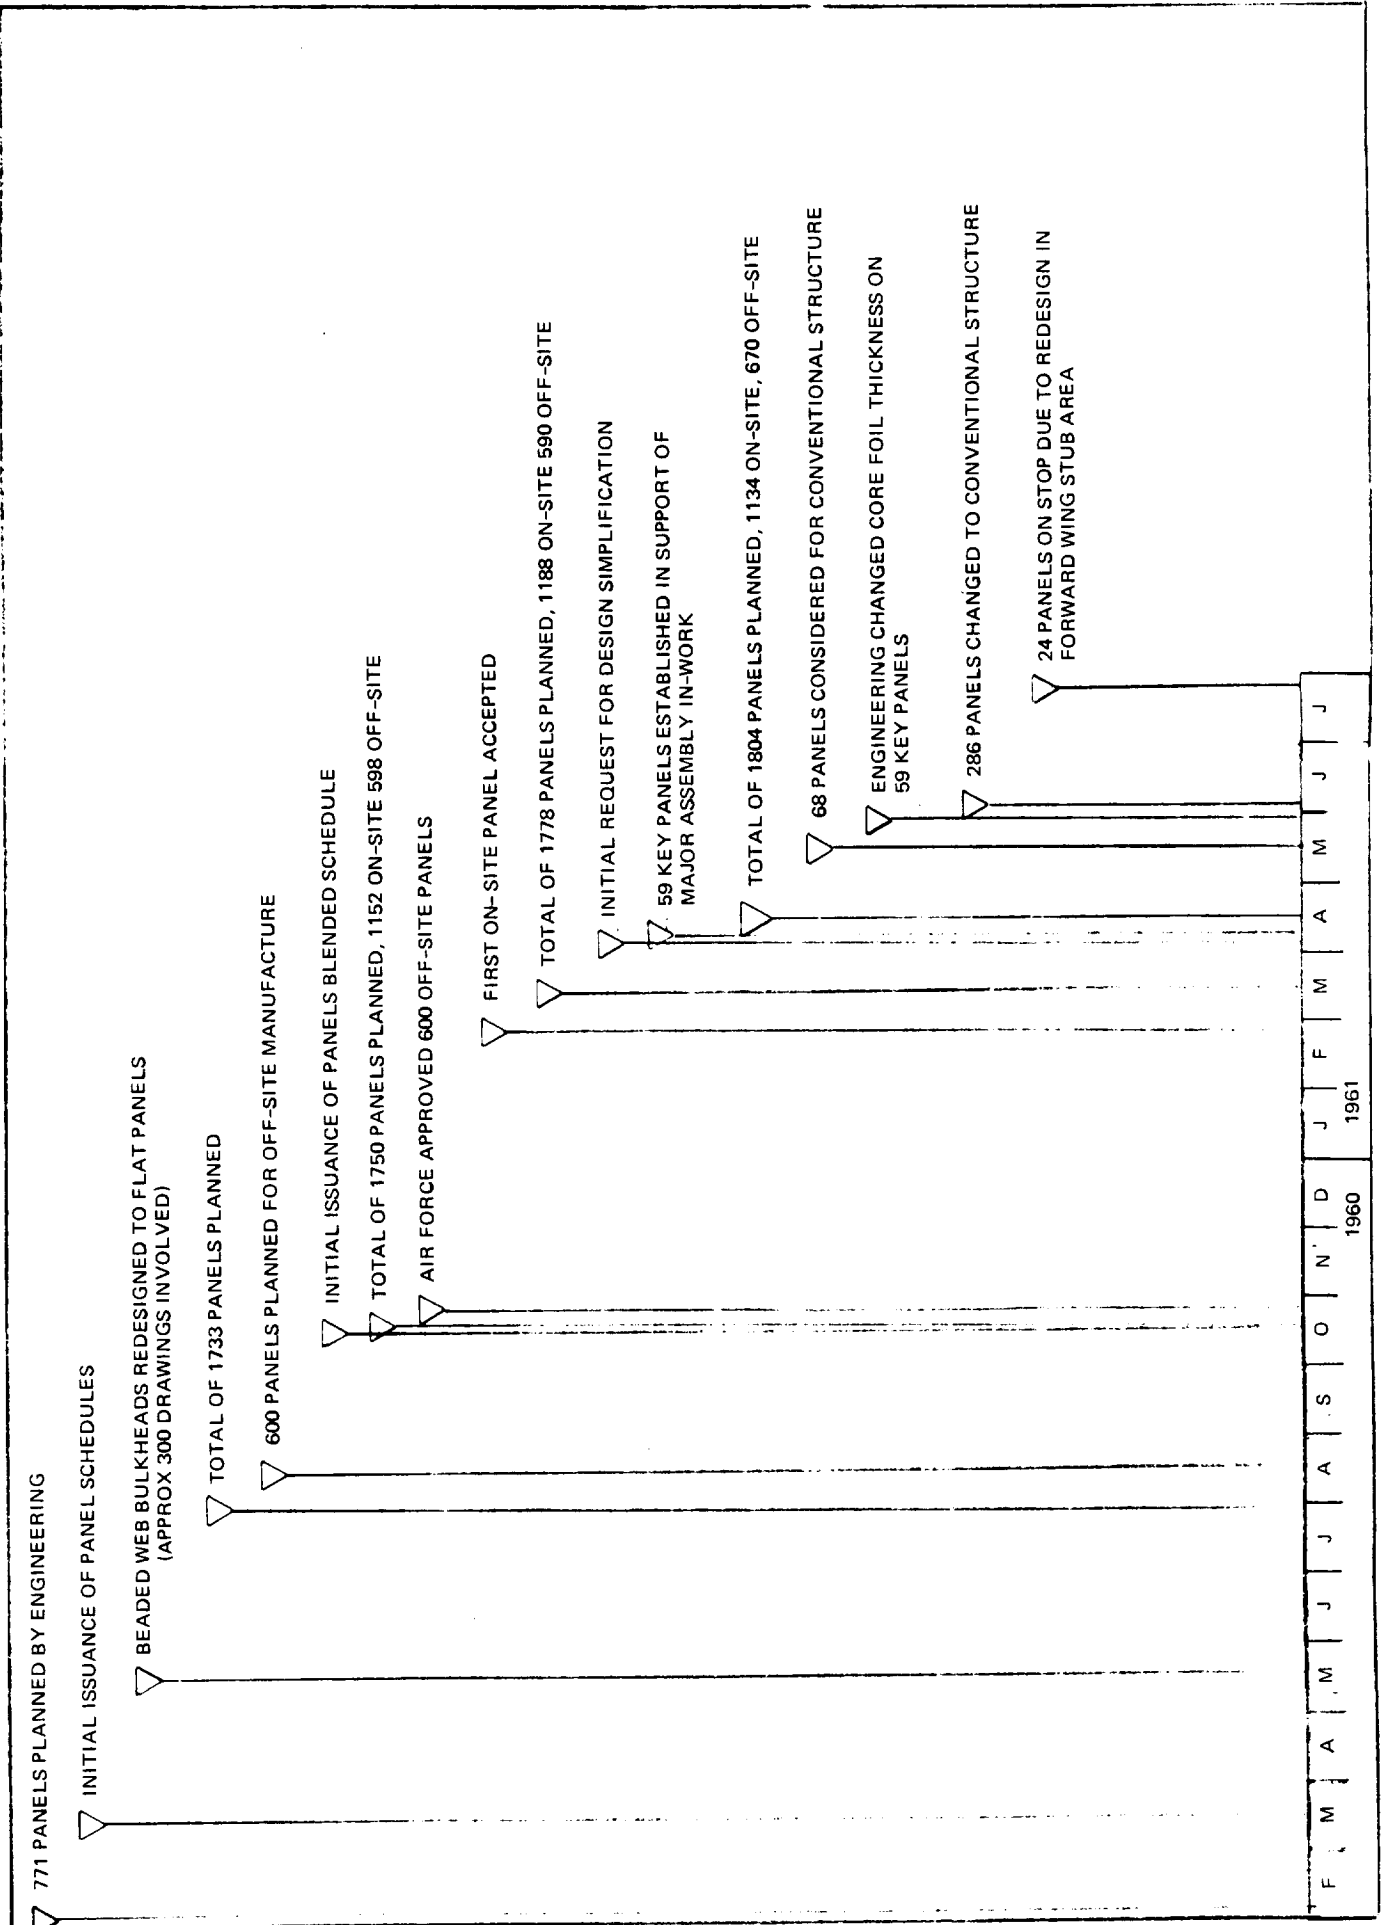 771 PANELS PLANNED BY ENGINEERING
INITIAL ISSUANCE OF PANEL SCHEDULES
BEADED WEB BULKHEADS REDESIGNED TO FLAT PANELS
(APPROX 300 DRAWINGS INVOLVED)
TOTAL OF 1733 PANELS PLANNED
600 PANELS PLANNED FOR OFF-SITE MANUFACTURE
INITIAL ISSUANCE OF PANELS BLENDED SCHEDULE
TOTAL OF 1750 PANELS PLANNED, 1152 ON-SITE 598 OFF-SITE
AIR FORCE APPROVED 600 OFF-SITE PANELS
FIRST ON-SITE PANEL ACCEPTED
TOTAL OF 1778 PANELS PLANNED, 1188 ON-SITE 590 OFF-SITE
INITIAL REQUEST FOR DESIGN SIMPLIFICATION
59 KEY PANELS ESTABLISHED IN SUPPORT OF
MAJOR ASSEMBLY IN-WORK
TOTAL OF 1804 PANELS PLANNED, 1134 ON-SITE, 670 OFF-SITE
68 PANELS CONSIDERED FOR CONVENTIONAL STRUCTURE
ENGINEERING CHANGED CORE FOIL THICKNESS ON
59 KEY PANELS
286 PANELS CHANGED TO CONVENTIONAL STRUCTURE
24 PANELS ON STOP DUE TO REDESIGN IN
FORWARD WING STUB AREA
F M A M J J A S O N D J F M A M J J
1960 1961